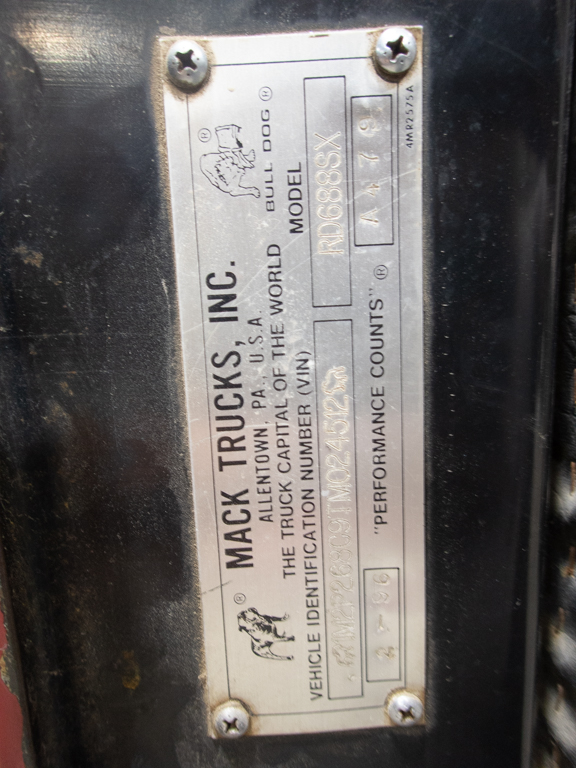 MACK TRUCKS, INC.
ALLENTOWN, PA., U.S.A.
THE TRUCK CAPITAL OF THE WORLD
BULL DOG ®
VEHICLE IDENTIFICATION NUMBER (VIN)
MODEL
RD688SX
"PERFORMANCE COUNTS" ®
4MR2575A